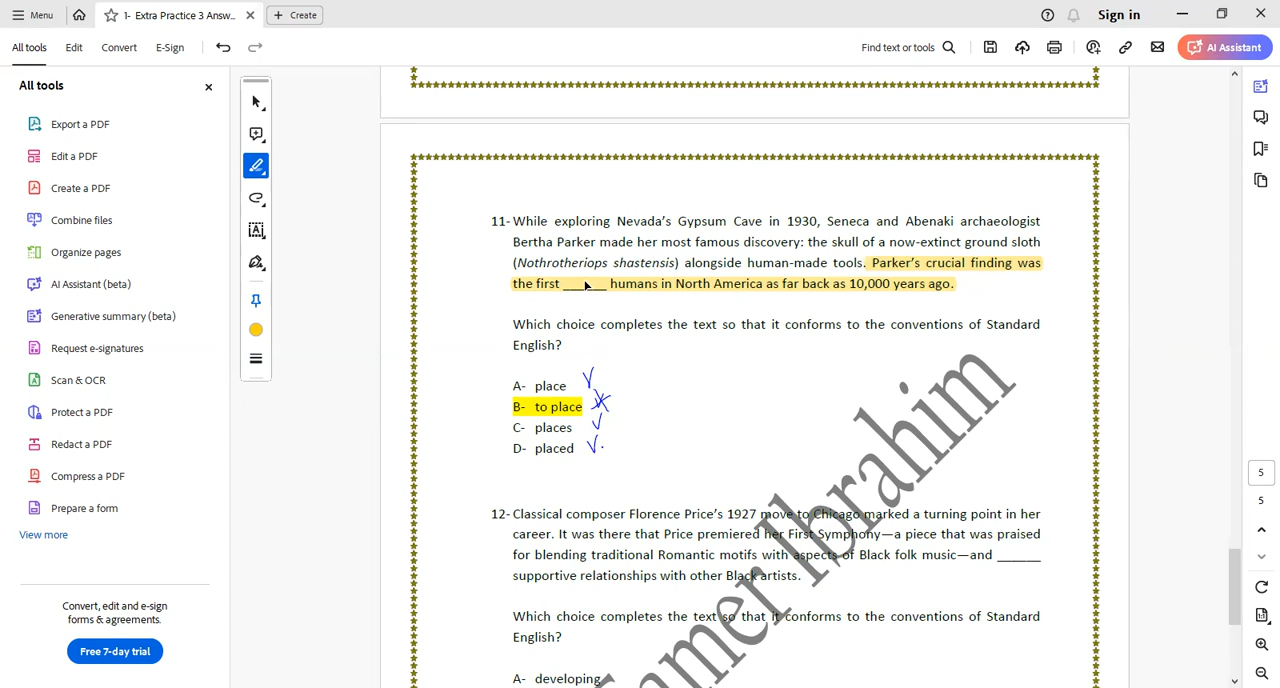 Menu
1- Extra Practice 3 Answ...
Create
Sign in
All tools
Edit
Convert
E-Sign
Find text or tools
AI Assistant
All tools
Export a PDF
Edit a PDF
Create a PDF
Combine files
Organize pages
AI Assistant (beta)
Generative summary (beta)
Request e-signatures
Scan & OCR
Protect a PDF
Redact a PDF
Compress a PDF
Prepare a form
View more
Convert, edit and e-sign
forms & agreements.
Free 7-day trial
11- While exploring Nevada's Gypsum Cave in 1930, Seneca and Abenaki archaeologist
Bertha Parker made her most famous discovery: the skull of a now-extinct ground sloth
(Nothrotheriops shastensis) alongside human-made tools. Parker's crucial finding was
the first ______ humans in North America as far back as 10,000 years ago.
Which choice completes the text so that it conforms to the conventions of Standard
English?
A- place
B- to place
C- places
D- placed
12- Classical composer Florence Price's 1927 move to Chicago marked a turning point in her
career. It was there that Price premiered her First Symphony—a piece that was praised
for blending traditional Romantic motifs with aspects of Black folk music—and ______
supportive relationships with other Black artists.
Which choice completes the text so that it conforms to the conventions of Standard
English?
A- developing
Samer Ibrahim
5
5